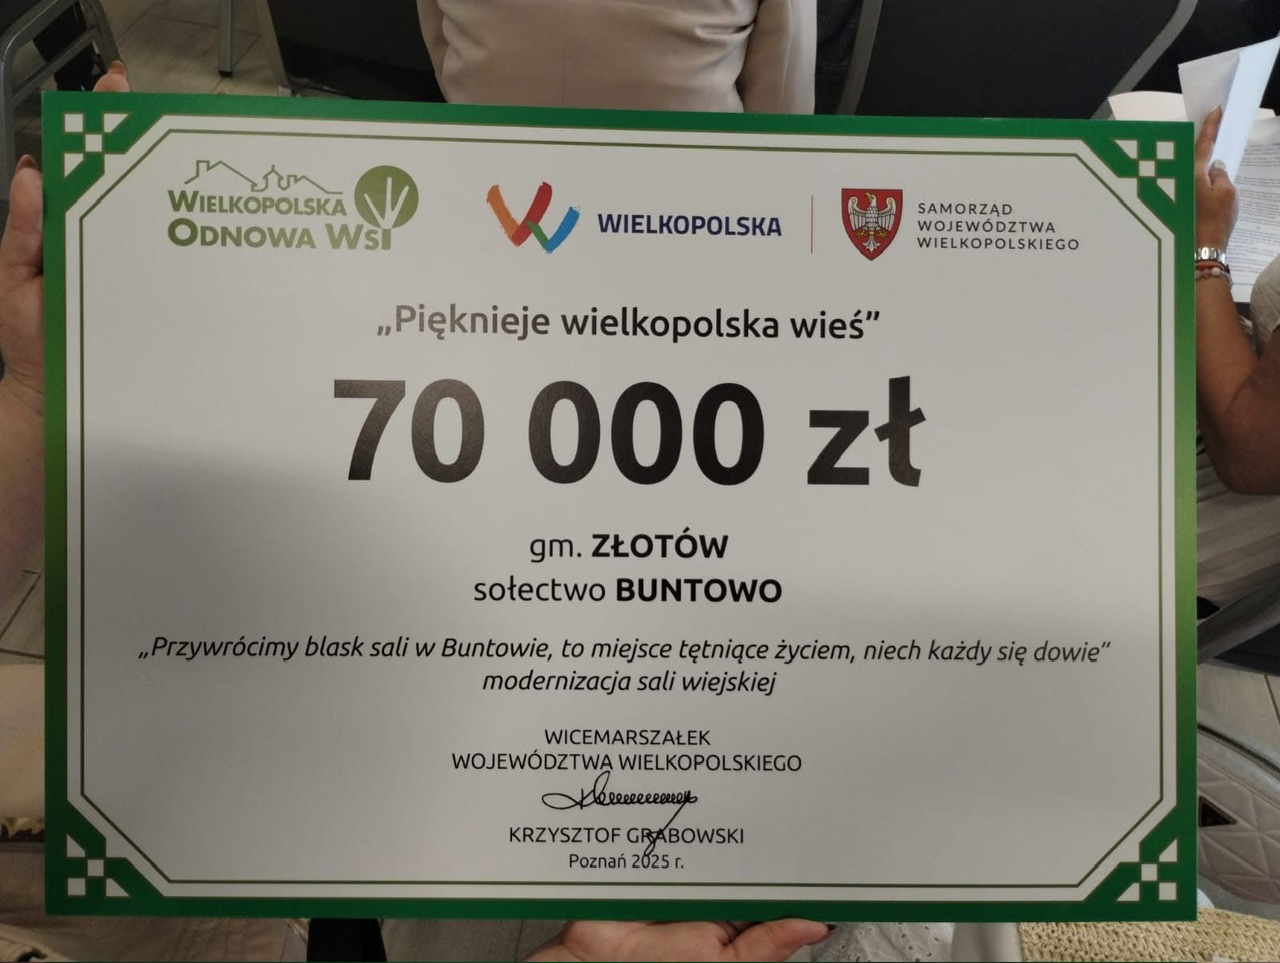 WIELKOPOLSKA
ODNOWA WSI
WIELKOPOLSKA
SAMORZĄD
WOJEWÓDZTWA
WIELKOPOLSKIEGO
„Pięknieje wielkopolska wieś”
70 000 zł
gm. ZŁOTÓW
sołectwo BUNTOWO
„Przywrócimy blask sali w Buntowie, to miejsce tętniące życiem, niech każdy się dowie”
modernizacja sali wiejskiej
WICEMARSZAŁEK
WOJEWÓDZTWA WIELKOPOLSKIEGO
KRZYSZTOF GRABOWSKI
Poznań 2025 r.